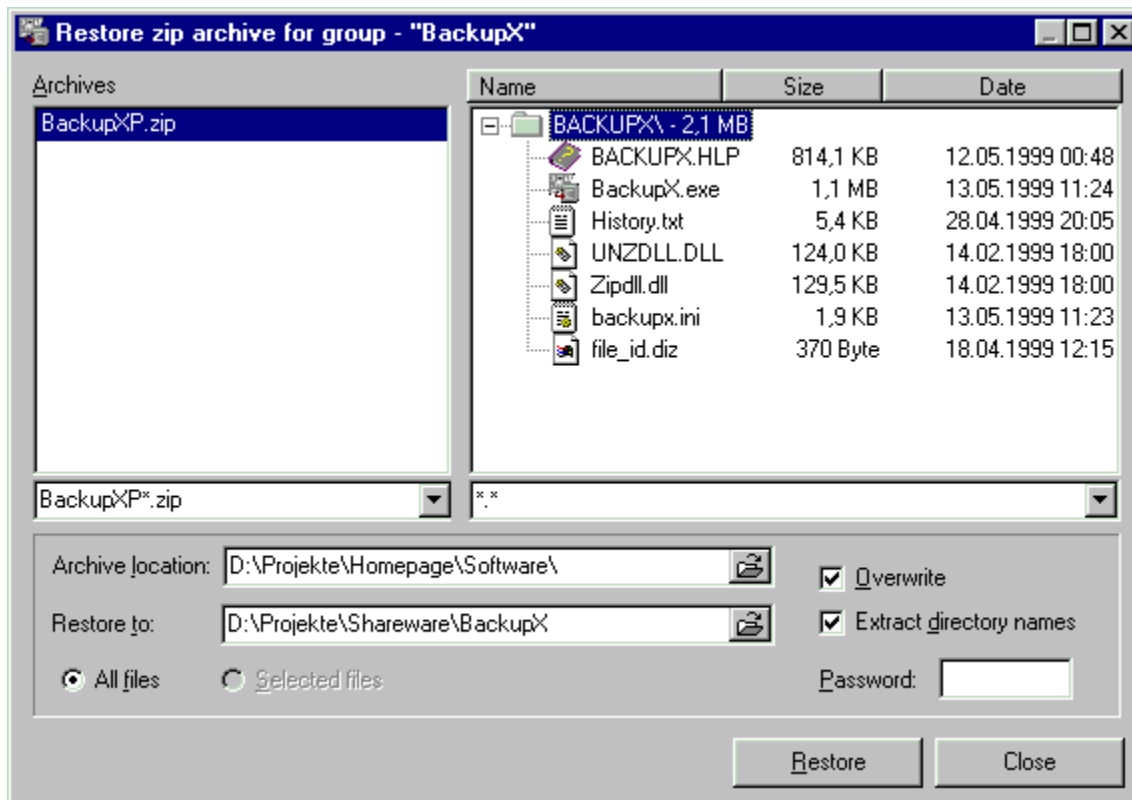 Restore zip archive for group - "BackupX"
Archives
Name Size Date
BackupXP.zip
BACKUPX\ - 2,1 MB
BACKUPX.HLP 814,1 KB 12.05.1999 00:48
BackupX.exe 1,1 MB 13.05.1999 11:24
History.txt 5,4 KB 28.04.1999 20:05
UNZDLL.DLL 124,0 KB 14.02.1999 18:00
Zipdll.dll 129,5 KB 14.02.1999 18:00
backupx.ini 1,9 KB 13.05.1999 11:23
file_id.diz 370 Byte 18.04.1999 12:15
BackupXP*.zip
*.*
Archive location: D:\Projekte\Homepage\Software\
Overwrite
Restore to: D:\Projekte\Shareware\BackupX
Extract directory names
All files Selected files
Password:
Restore Close